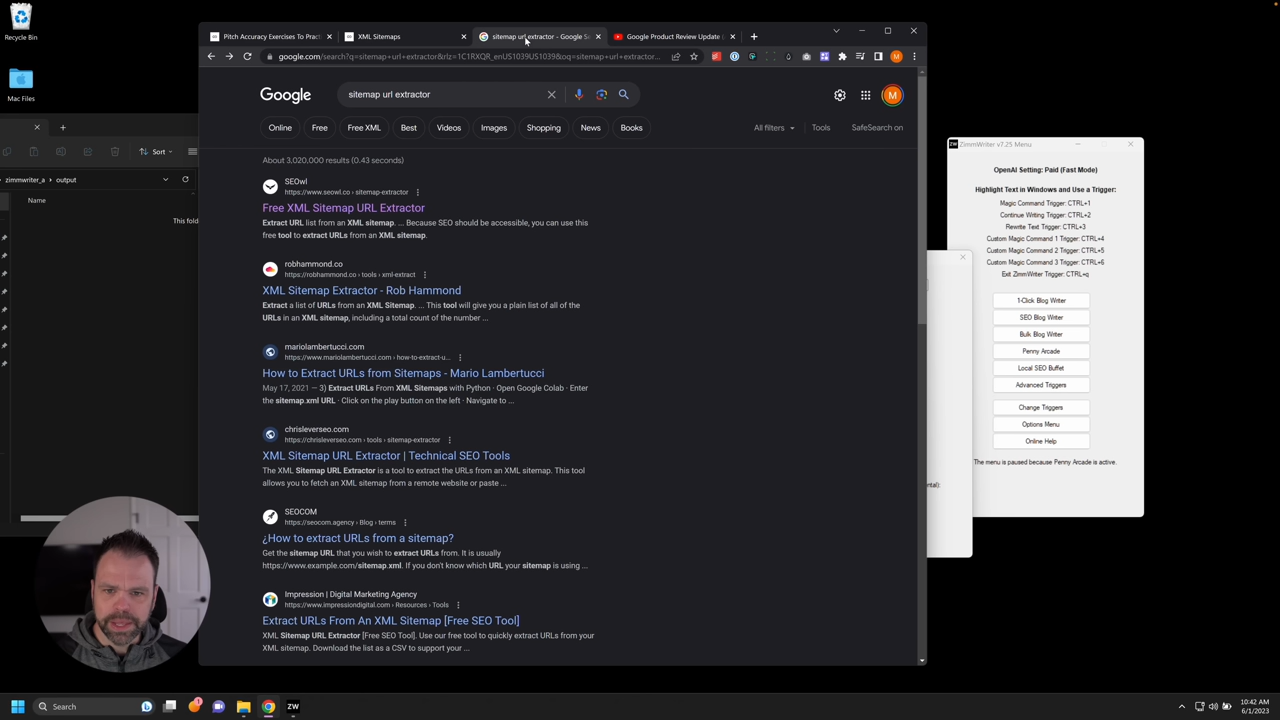 Recycle Bin
Mac Files
Pitch Accuracy Exercises To Pract
XML Sitemaps
sitemap url extractor - Google Se
Google Product Review Update (
google.com/search?q=sitemap+url+extractor&rlz=1C1RXQR_enUS1039US1039&oq=sitemap+url+extractor...
M
Google
sitemap url extractor
M
Online
Free
Free XML
Best
Videos
Images
Shopping
News
Books
All filters
Tools
SafeSearch on
About 3,020,000 results (0.43 seconds)
SEOwl
https://www.seowl.co › sitemap-extractor
Free XML Sitemap URL Extractor
Extract URL list from an XML sitemap. ... Because SEO should be accessible, you can use this
free tool to extract URLs from an XML sitemap.
robhammond.co
https://robhammond.co › tools › xml-extract
XML Sitemap Extractor - Rob Hammond
Extract a list of URLs from an XML Sitemap. ... This tool will give you a plain list of all of the
URLs in an XML sitemap, including a total count of the number ...
mariolambertucci.com
https://www.mariolambertucci.com › how-to-extract-u...
How to Extract URLs from Sitemaps - Mario Lambertucci
May 17, 2021 — 3) Extract URLs From XML Sitemaps with Python · Open Google Colab · Enter
the sitemap.xml URL · Click on the play button on the left · Navigate to ...
chrisleverseo.com
https://chrisleverseo.com › tools › sitemap-extractor
XML Sitemap URL Extractor | Technical SEO Tools
The XML Sitemap URL Extractor is a tool to extract the URLs from an XML sitemap. This tool
allows you to fetch an XML sitemap from a remote website or paste ...
SEOCOM
https://seocom.agency › Blog › terms
¿How to extract URLs from a sitemap?
Get the sitemap URL that you wish to extract URLs from. It is usually
https://www.example.com/sitemap.xml. If you don't know which URL your sitemap is using ...
Impression | Digital Marketing Agency
https://www.impressiondigital.com › Resources › Tools
Extract URLs From An XML Sitemap [Free SEO Tool]
XML Sitemap URL Extractor [Free SEO Tool]. Use our free tool to quickly extract URLs from your
XML sitemap. Download the list as a CSV to support your ...
Sort
zimmwriter_a › output
Name
This fold
ntal):
ZW ZimmWriter v7.25 Menu
OpenAI Setting: Paid (Fast Mode)
Highlight Text in Windows and Use a Trigger:
Magic Command Trigger: CTRL+1
Continue Writing Trigger: CTRL+2
Rewrite Text Trigger: CTRL+3
Custom Magic Command 1 Trigger: CTRL+4
Custom Magic Command 2 Trigger: CTRL+5
Custom Magic Command 3 Trigger: CTRL+6
Exit ZimmWriter Trigger: CTRL+q
1-Click Blog Writer
SEO Blog Writer
Bulk Blog Writer
Penny Arcade
Local SEO Buffet
Advanced Triggers
Change Triggers
Options Menu
Online Help
The menu is paused because Penny Arcade is active.
Search
ZW
10:42 AM
6/1/2023